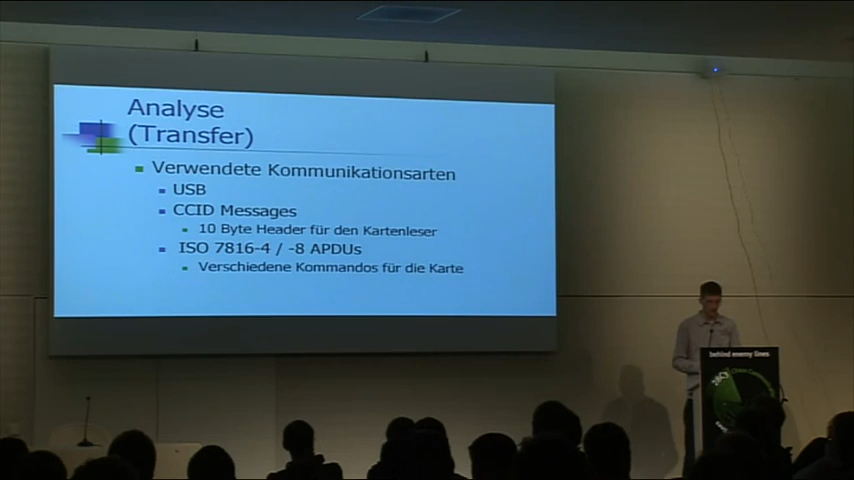 Analyse
(Transfer)
Verwendete Kommunikationsarten
USB
CCID Messages
10 Byte Header für den Kartenleser
ISO 7816-4 / -8 APDUs
Verschiedene Kommandos für die Karte
behind enemy lines